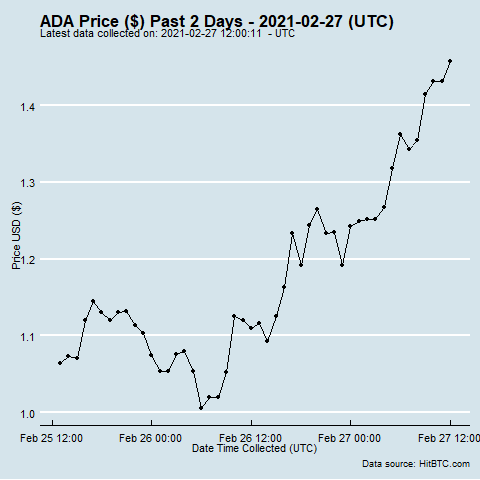 ADA Price ($) Past 2 Days - 2021-02-27 (UTC)
Latest data collected on: 2021-02-27 12:00:11  - UTC
1.4
1.3
1.2
1.1
1.0
Price USD ($)
Feb 25 12:00 Feb 26 00:00 Feb 26 12:00 Feb 27 00:00 Feb 27 12:00
Date Time Collected (UTC)
Data source: HitBTC.com